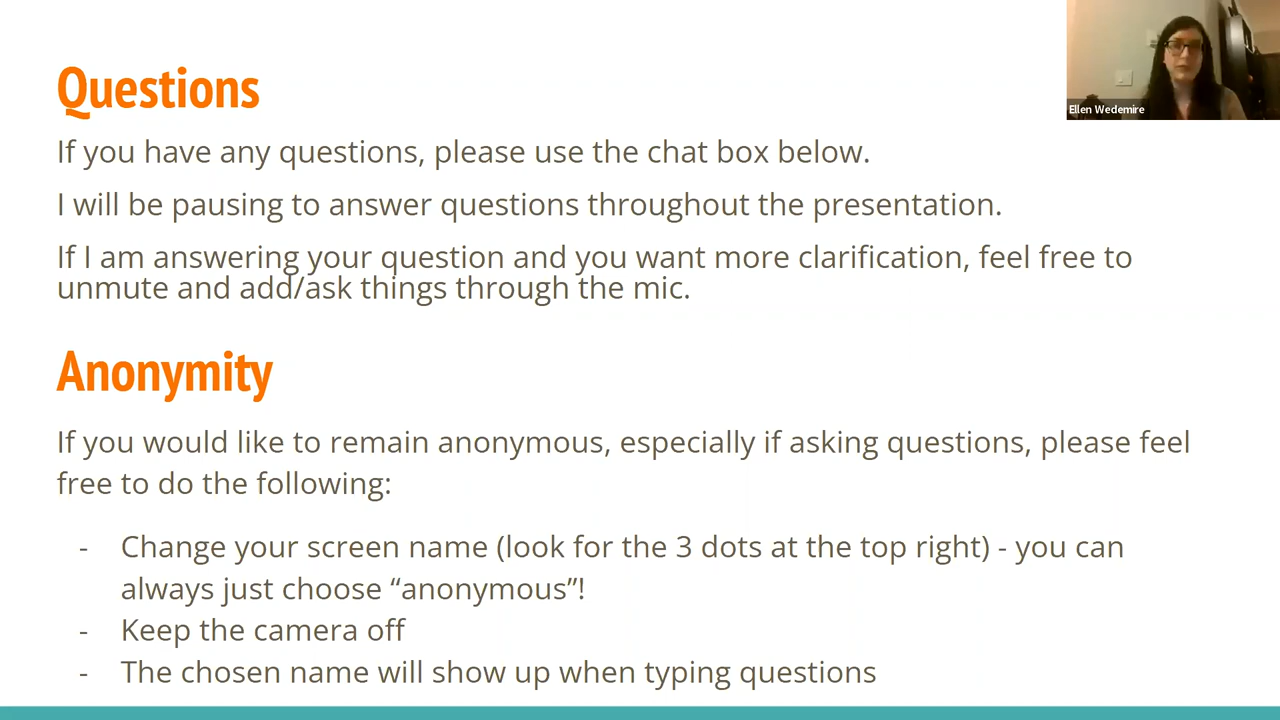 Questions
If you have any questions, please use the chat box below.
I will be pausing to answer questions throughout the presentation.
If I am answering your question and you want more clarification, feel free to
unmute and add/ask things through the mic.
Anonymity
If you would like to remain anonymous, especially if asking questions, please feel
free to do the following:
- Change your screen name (look for the 3 dots at the top right) - you can
always just choose “anonymous”!
- Keep the camera off
- The chosen name will show up when typing questions
Ellen Wedemire